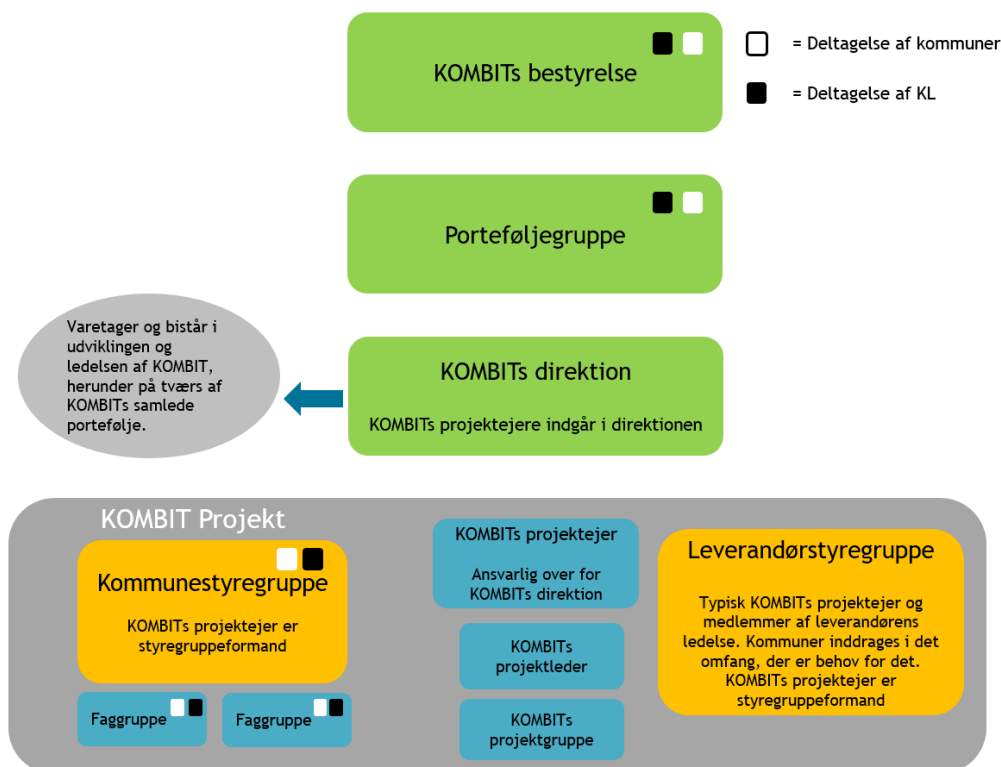 KOMBITs bestyrelse
= Deltagelse af kommuner
= Deltagelse af KL
Porteføljegruppe
Varetager og bistår i
udviklingen og
ledelsen af KOMBIT,
herunder på tværs af
KOMBITs samlede
portefølje.
KOMBITs direktion
KOMBITs projektejere indgår i direktionen
KOMBIT Projekt
Kommunestyregruppe
KOMBITs projektejer er
styregruppeformand
Faggruppe
Faggruppe
KOMBITs projektejer
Ansvarlig over for
KOMBITs direktion
KOMBITs
projektleder
KOMBITs
projektgruppe
Leverandørstyregruppe
Typisk KOMBITs projektejer og
medlemmer af leverandørens
ledelse. Kommuner inddrages i det
omfang, der er behov for det.
KOMBITs projektejer er
styregruppeformand